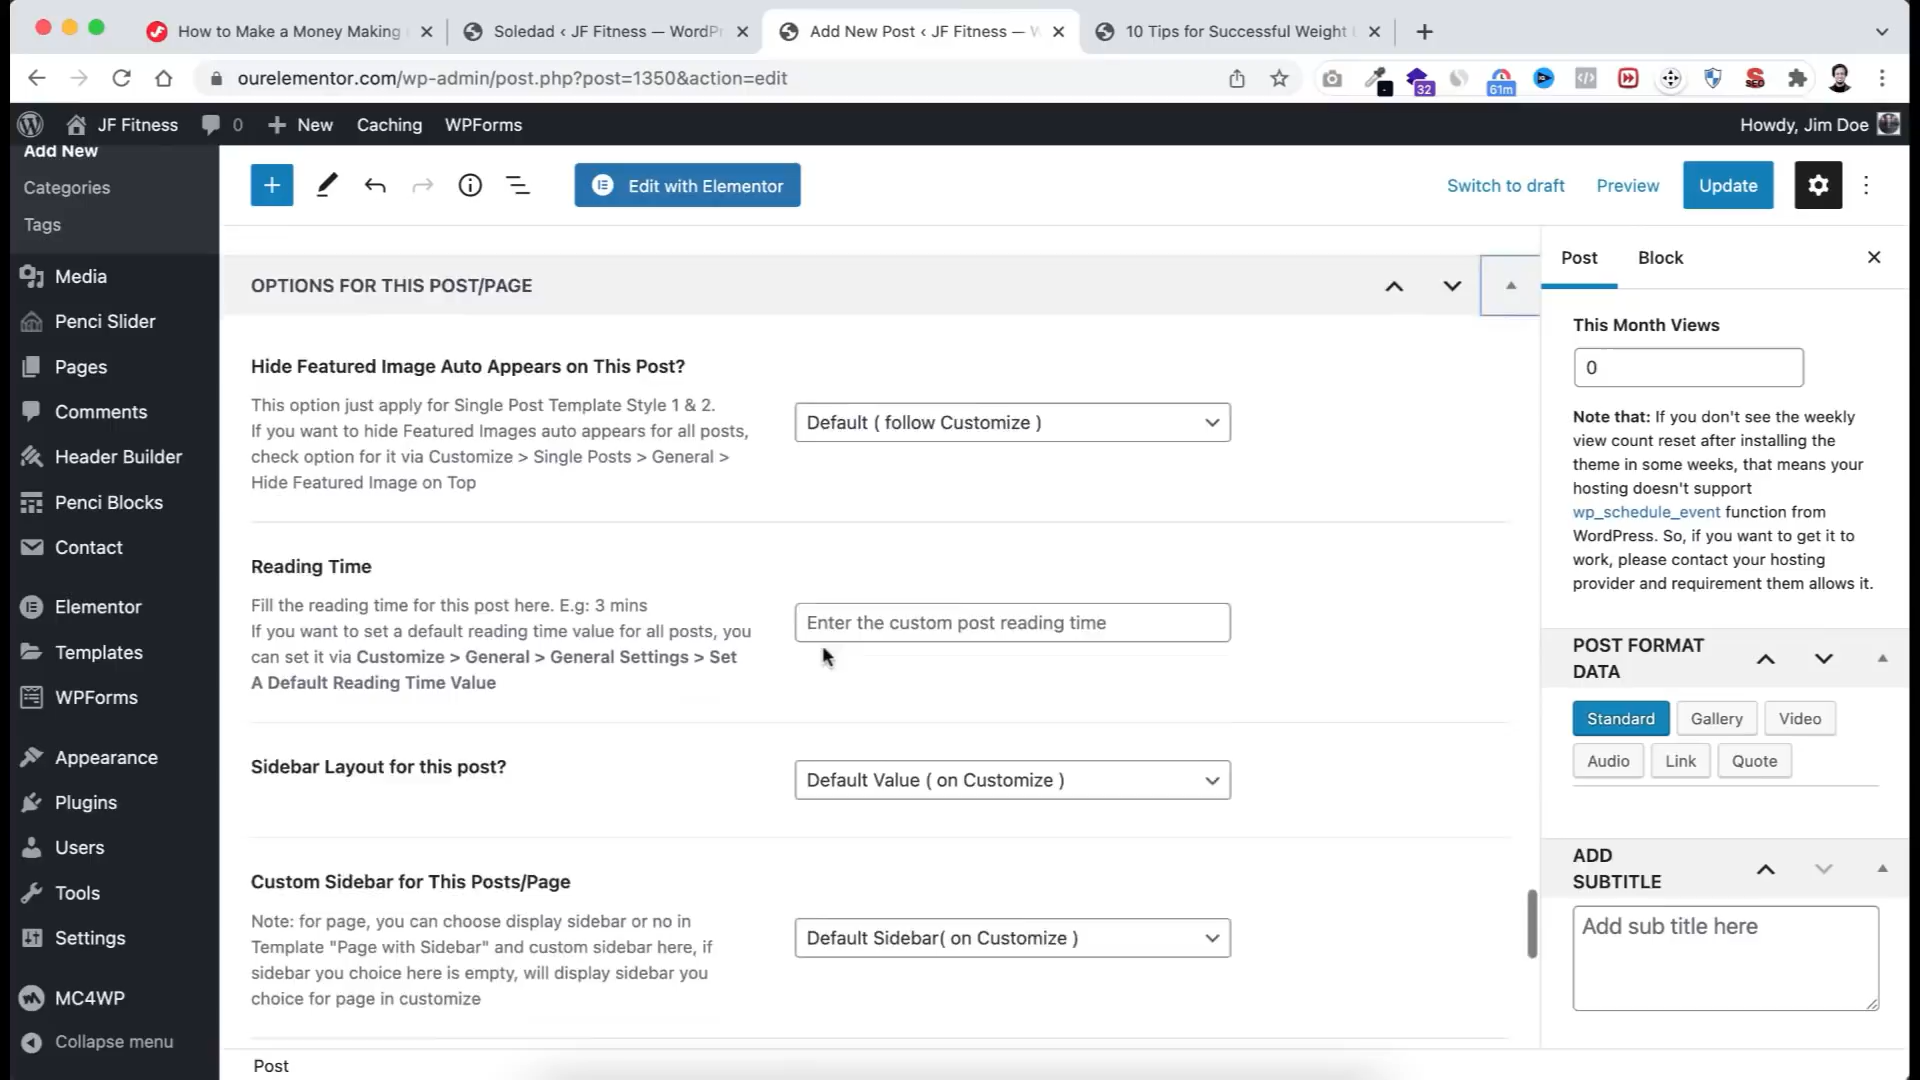 How to Make a Money Making
Soledad ‹ JF Fitness — WordPr
Add New Post ‹ JF Fitness — W
10 Tips for Successful Weight
ourelementor.com/wp-admin/post.php?post=1350&action=edit
32
61m
SEO
JF Fitness
0
New
Caching
WPForms
Howdy, Jim Doe
Add New
Categories
Tags
Media
Penci Slider
Pages
Comments
Header Builder
Penci Blocks
Contact
Elementor
Templates
WPForms
Appearance
Plugins
Users
Tools
Settings
MC4WP
Collapse menu
Edit with Elementor
Switch to draft
Preview
Update
OPTIONS FOR THIS POST/PAGE
Hide Featured Image Auto Appears on This Post?
This option just apply for Single Post Template Style 1 & 2.
If you want to hide Featured Images auto appears for all posts,
check option for it via Customize > Single Posts > General >
Hide Featured Image on Top
Default ( follow Customize )
Reading Time
Fill the reading time for this post here. E.g: 3 mins
If you want to set a default reading time value for all posts, you
can set it via Customize > General > General Settings > Set
A Default Reading Time Value
Enter the custom post reading time
Sidebar Layout for this post?
Default Value ( on Customize )
Custom Sidebar for This Posts/Page
Note: for page, you can choose display sidebar or no in
Template "Page with Sidebar" and custom sidebar here, if
sidebar you choice here is empty, will display sidebar you
choice for page in customize
Default Sidebar( on Customize )
Post
Post
Block
This Month Views
0
Note that: If you don't see the weekly
view count reset after installing the
theme in some weeks, that means your
hosting doesn't support
wp_schedule_event function from
WordPress. So, if you want to get it to
work, please contact your hosting
provider and requirement them allows it.
POST FORMAT
DATA
Standard
Gallery
Video
Audio
Link
Quote
ADD
SUBTITLE
Add sub title here